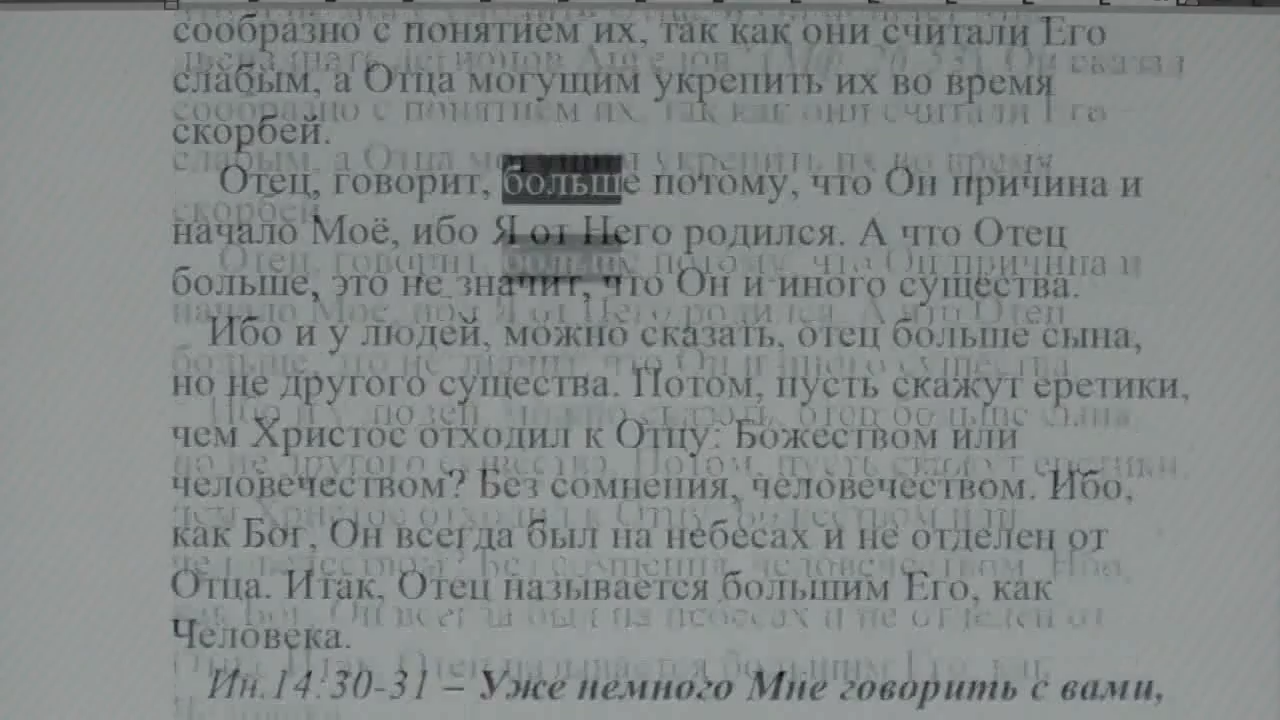 сообразно с понятием их, так как они считали Его
слабым, а Отца могущим укрепить их во время
скорбей.
Отец, говорит, больше потому, что Он причина и
начало Моё, ибо Я от Него родился. А что Отец
больше, это не значит, что Он и иного существа.
Ибо и у людей, можно сказать, отец больше сына,
но не другого существа. Потом, пусть скажут еретики,
чем Христос отходил к Отцу: Божеством или
человечеством? Без сомнения, человечеством. Ибо,
как Бог, Он всегда был на небесах и не отделен от
Отца. Итак, Отец называется большим Его, как
Человека.
Ин.14:30-31 – Уже немного Мне говорить с вами,